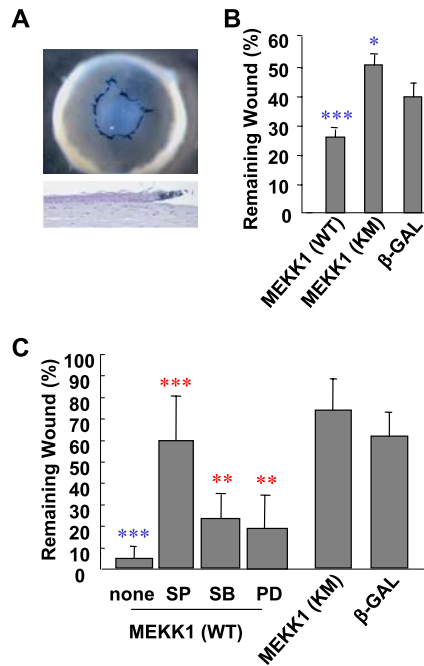 A
B
Remaining Wound (%)
60
50
40
30
20
10
0
***
*
MEKK1 (WT)
MEKK1 (KM)
β-GAL
C
Remaining Wound (%)
100
90
80
70
60
50
40
30
20
10
0
***
***
**
**
none SP SB PD
MEKK1 (WT)
MEKK1 (KM)
β-GAL